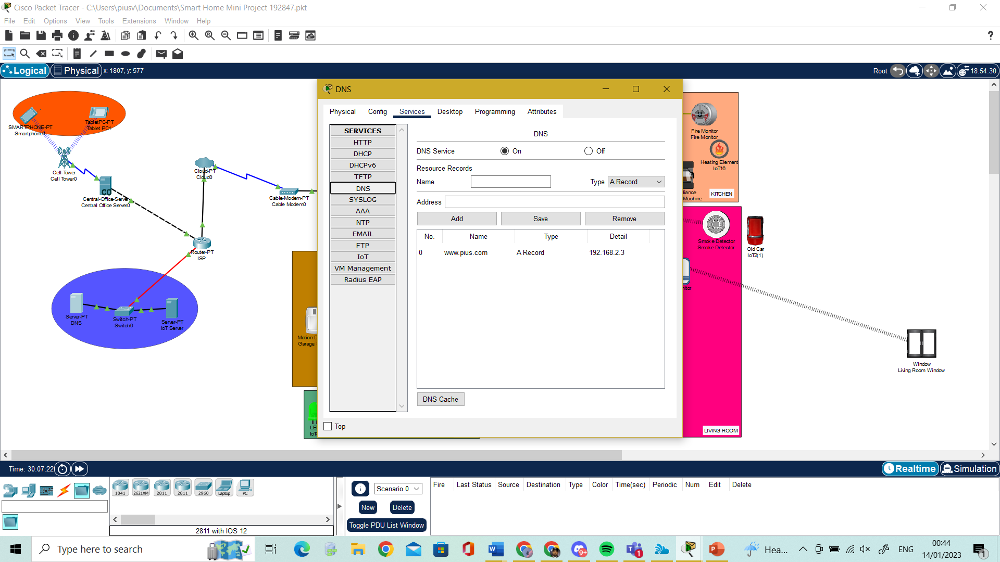 Cisco Packet Tracer - C:\Users\piusv\Documents\Smart Home Mini Project 192847.pkt
File Edit Options View Tools Extensions Window Help
Logical Physical x: 1807, y: 577
Root 18:54:30
DNS
Physical Config Services Desktop Programming Attributes
SERVICES
HTTP
DHCP
DHCPv6
TFTP
DNS
SYSLOG
AAA
NTP
EMAIL
FTP
IoT
VM Management
Radius EAP
DNS
DNS Service On Off
Resource Records
Name Type A Record
Address
Add Save Remove
No. Name Type Detail
0 www.pius.com A Record 192.168.2.3
DNS Cache
Top
SMARTPHONE-PT
Smartphone0
TabletPC-PT
Tablet PC1
Cell-Tower
Cell Tower0
CO
Central-Office-Server
Central Office Server0
Cloud-PT
Cloud0
Cable-Modem-PT
Cable Modem0
Router-PT
ISP
Server-PT
DNS
Switch-PT
Switch0
Server-PT
IoT Server
Motion D
Garage S
LE
IoT
Fire Monitor
Fire Monitor
Heating Element
IoT16
liance
Machine
KITCHEN
Smoke Detector
Smoke Detector
Old Car
IoT2(1)
nitor
Window
Living Room Window
LIVING ROOM
Time: 30:07:22
Realtime Simulation
1841 2621XM 2811 2811 2960 Laptop PC
2811 with IOS 12
Scenario 0
New Delete
Toggle PDU List Window
Fire Last Status Source Destination Type Color Time(sec) Periodic Num Edit Delete
Type here to search
Hea...
ENG
00:44
14/01/2023
9+
1
1